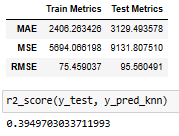 Train Metrics Test Metrics
MAE 2406.263426 3129.493578
MSE 5694.066198 9131.807510
RMSE 75.459037 95.560491
r2_score(y_test, y_pred_knn)
0.3949703033711993